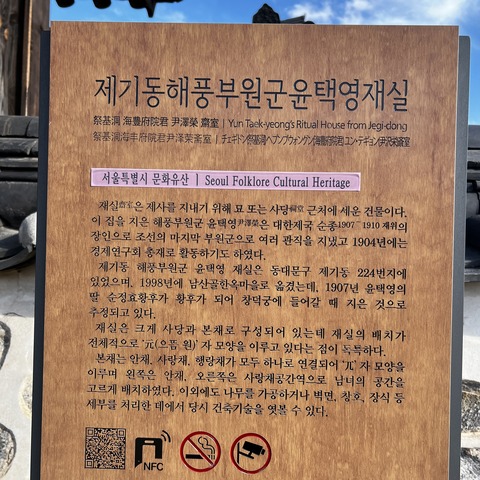 제기동해풍부원군윤택영재실
祭基洞 海豊府院君 尹澤榮 齋室 | Yun Taek-yeong's Ritual House from Jegi-dong
서울특별시 문화유산 | Seoul Folklore Cultural Heritage
재실齋室은 제사를 지내기 위해 묘 또는 사당祠堂 근처에 세운 건물이다.
이 집을 지은 해풍부원군 윤택영尹澤榮은 대한제국 순종1907~1910 재위의
장인으로 조선의 마지막 부원군으로 여러 관직을 지냈고 1904년에는
경제연구회 총재로 활동하기도 하였다.
제기동 해풍부원군 윤택영 재실은 동대문구 제기동 224번지에
있었으며, 1998년에 남산골한옥마을로 옮겼는데, 1907년 윤택영의
딸 순정효황후가 황후가 되어 창덕궁에 들어갈 때 지은 것으로
추정되고 있다.
재실은 크게 사당과 본채로 구성되어 있는데 재실의 배치가
전체적으로 '元(으뜸 원)' 자 모양을 이루고 있다는 점이 독특하다.
본채는 안채, 사랑채, 행랑채가 모두 하나로 연결되어 'ㄲ' 자 모양을
이루며 왼쪽은 안채, 오른쪽은 사랑채공간역으로 남녀의 공간을
고르게 배치하였다. 이외에도 나무를 가공하거나 벽면, 창호, 장식 등
세부를 처리한 데에서 당시 건축기술을 엿볼 수 있다.
NFC